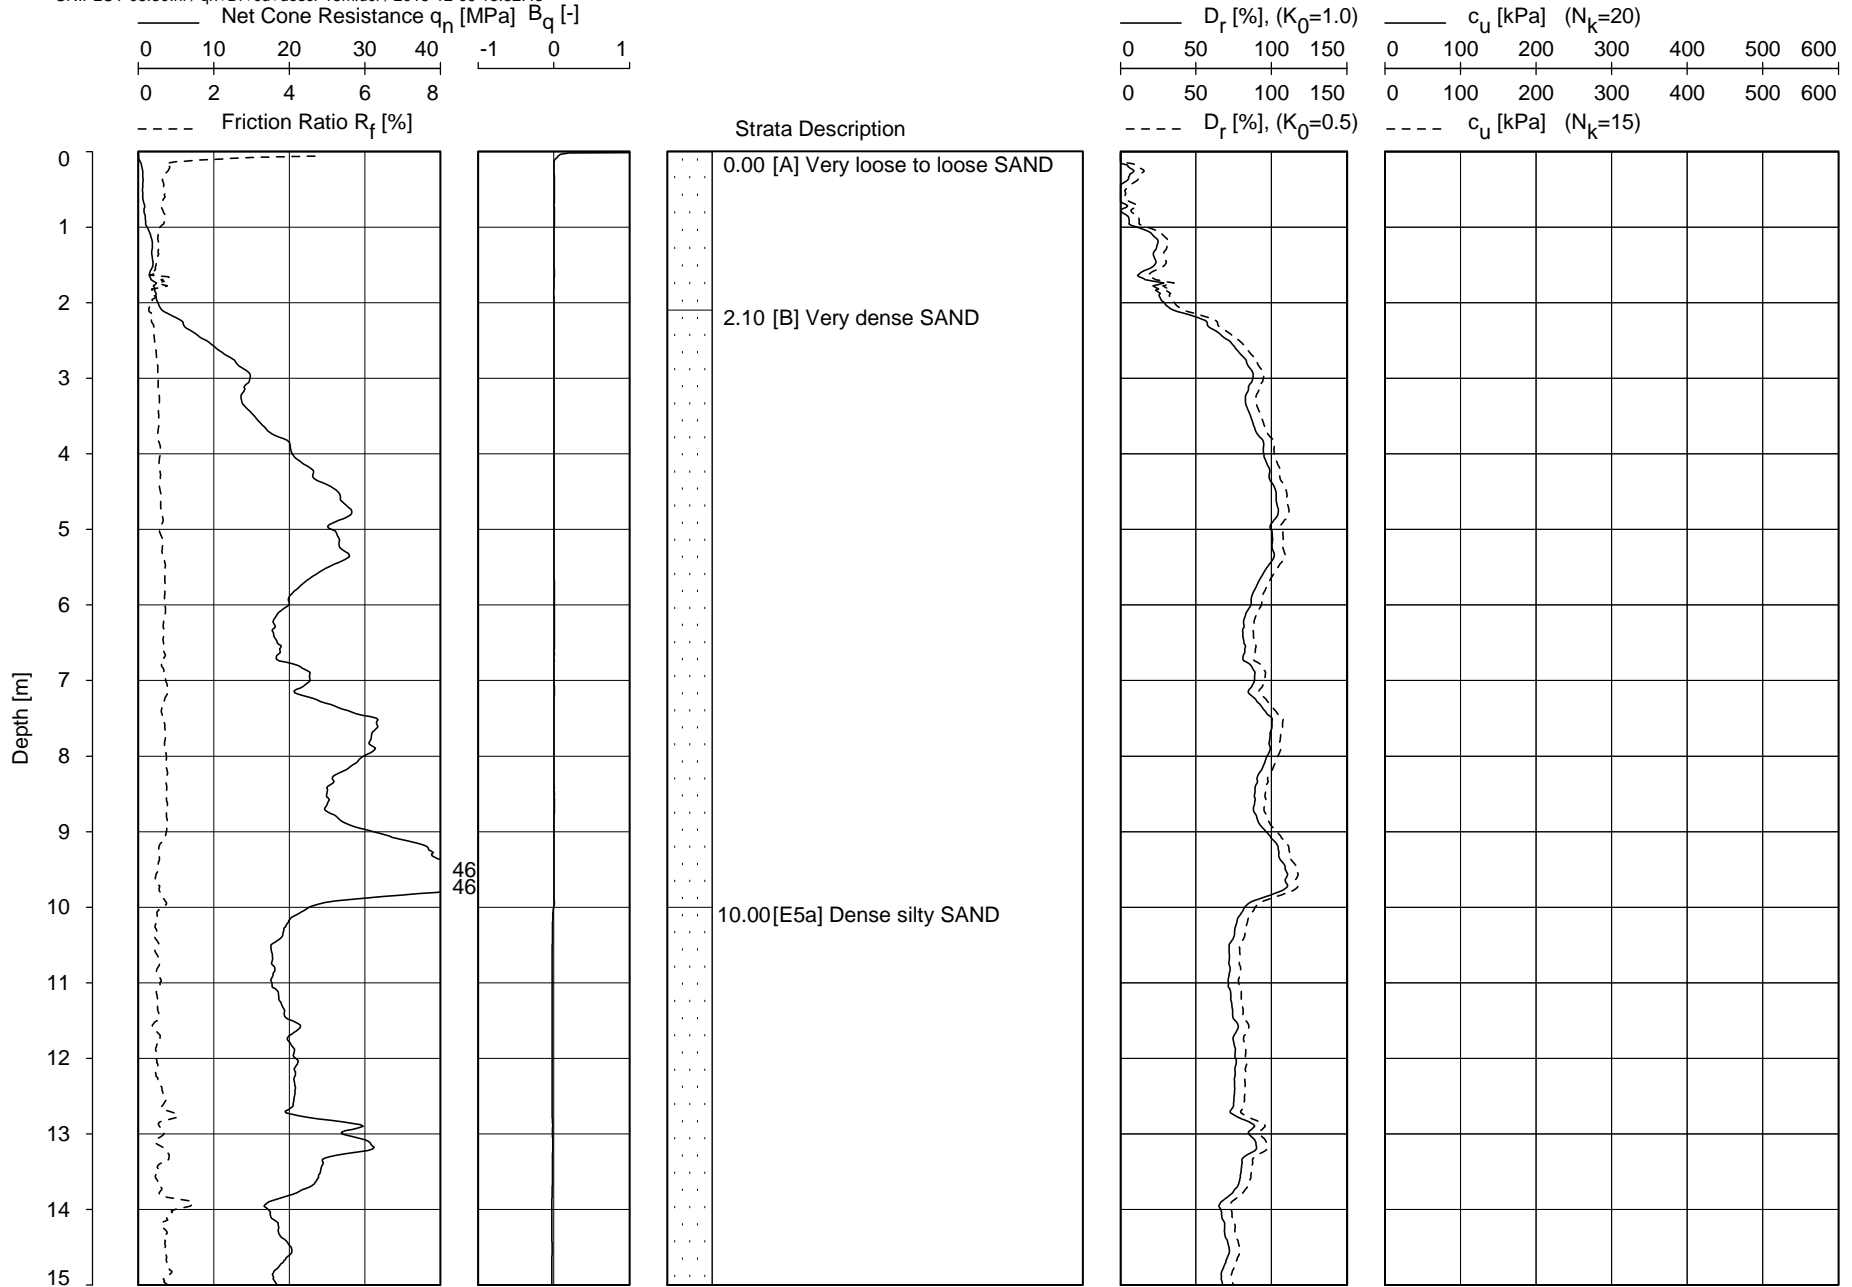 Net Cone Resistance qn [MPa] Bq [-]
Dr [%], (K0=1.0)
cu [kPa] (Nk=20)
0 10 20 30 40
-1 0 1
0 50 100 150
0 100 200 300 400 500 600
0 2 4 6 8
0 50 100 150
0 100 200 300 400 500 600
Friction Ratio Rf [%]
Strata Description
Dr [%], (K0=0.5)
cu [kPa] (Nk=15)
0
0.00 [A] Very loose to loose SAND
1
2
2.10 [B] Very dense SAND
3
4
5
6
7
Depth [m]
8
9
46
46
10
10.00 [E5a] Dense silty SAND
11
12
13
14
15